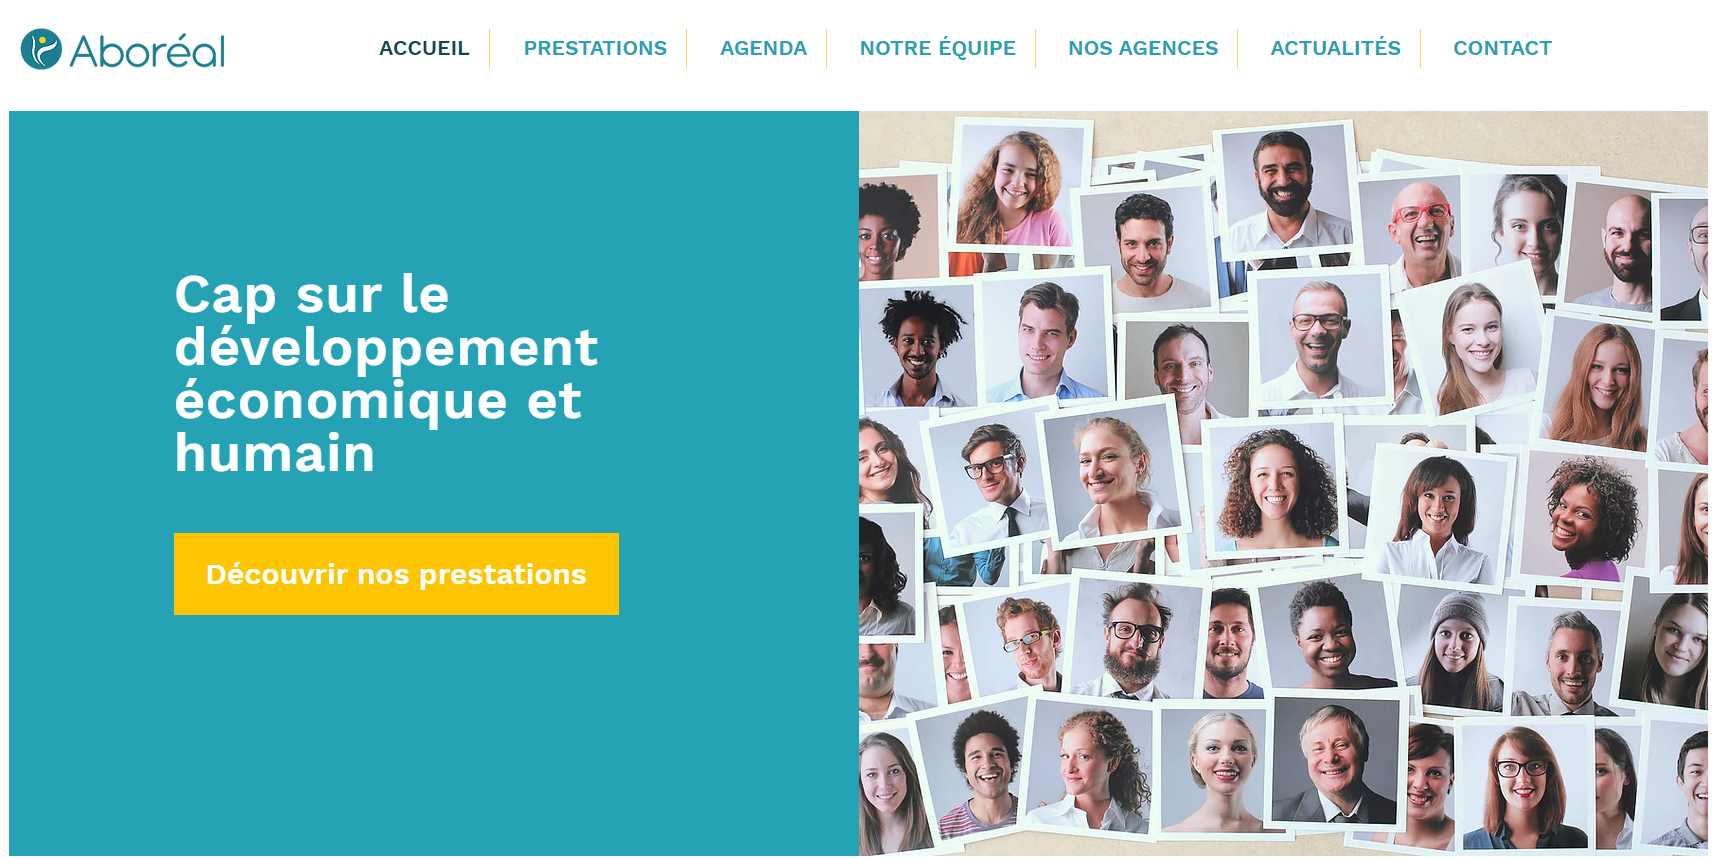 Aboréal
ACCUEIL
PRESTATIONS
AGENDA
NOTRE ÉQUIPE
NOS AGENCES
ACTUALITÉS
CONTACT
Cap sur le
développement
économique et
humain
Découvrir nos prestations